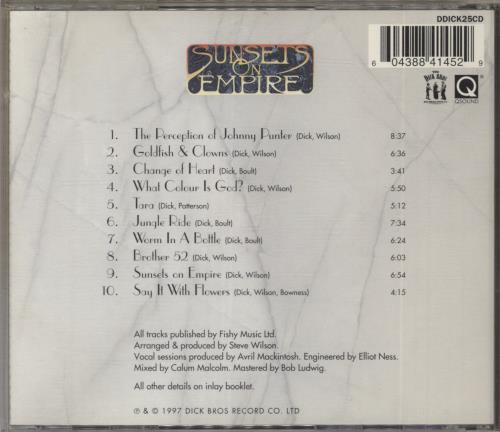 DDICK25CD
6 04388 41452 9
SUNSETS
ON
EMPIRE
QSOUND
1. The Perception of Johnny Punter (Dick, Wilson) 8:37
2. Goldfish & Clowns (Dick, Wilson) 6:36
3. Change of Heart (Dick, Boult) 3:41
4. What Colour Is God? (Dick, Wilson) 5:50
5. Tara (Dick, Patterson) 5:12
6. Jungle Ride (Dick, Boult) 7:34
7. Worm In A Bottle (Dick, Boult) 6:24
8. Brother 52 (Dick, Wilson) 6:03
9. Sunsets on Empire (Dick, Wilson) 6:54
10. Say It With Flowers (Dick, Wilson, Bowness) 4:15
All tracks published by Fishy Music Ltd.
Arranged & produced by Steve Wilson.
Vocal sessions produced by Avril Mackintosh. Engineered by Elliot Ness.
Mixed by Calum Malcolm. Mastered by Bob Ludwig.
All other details on inlay booklet.
℗ & © 1997 DICK BROS RECORD CO. LTD